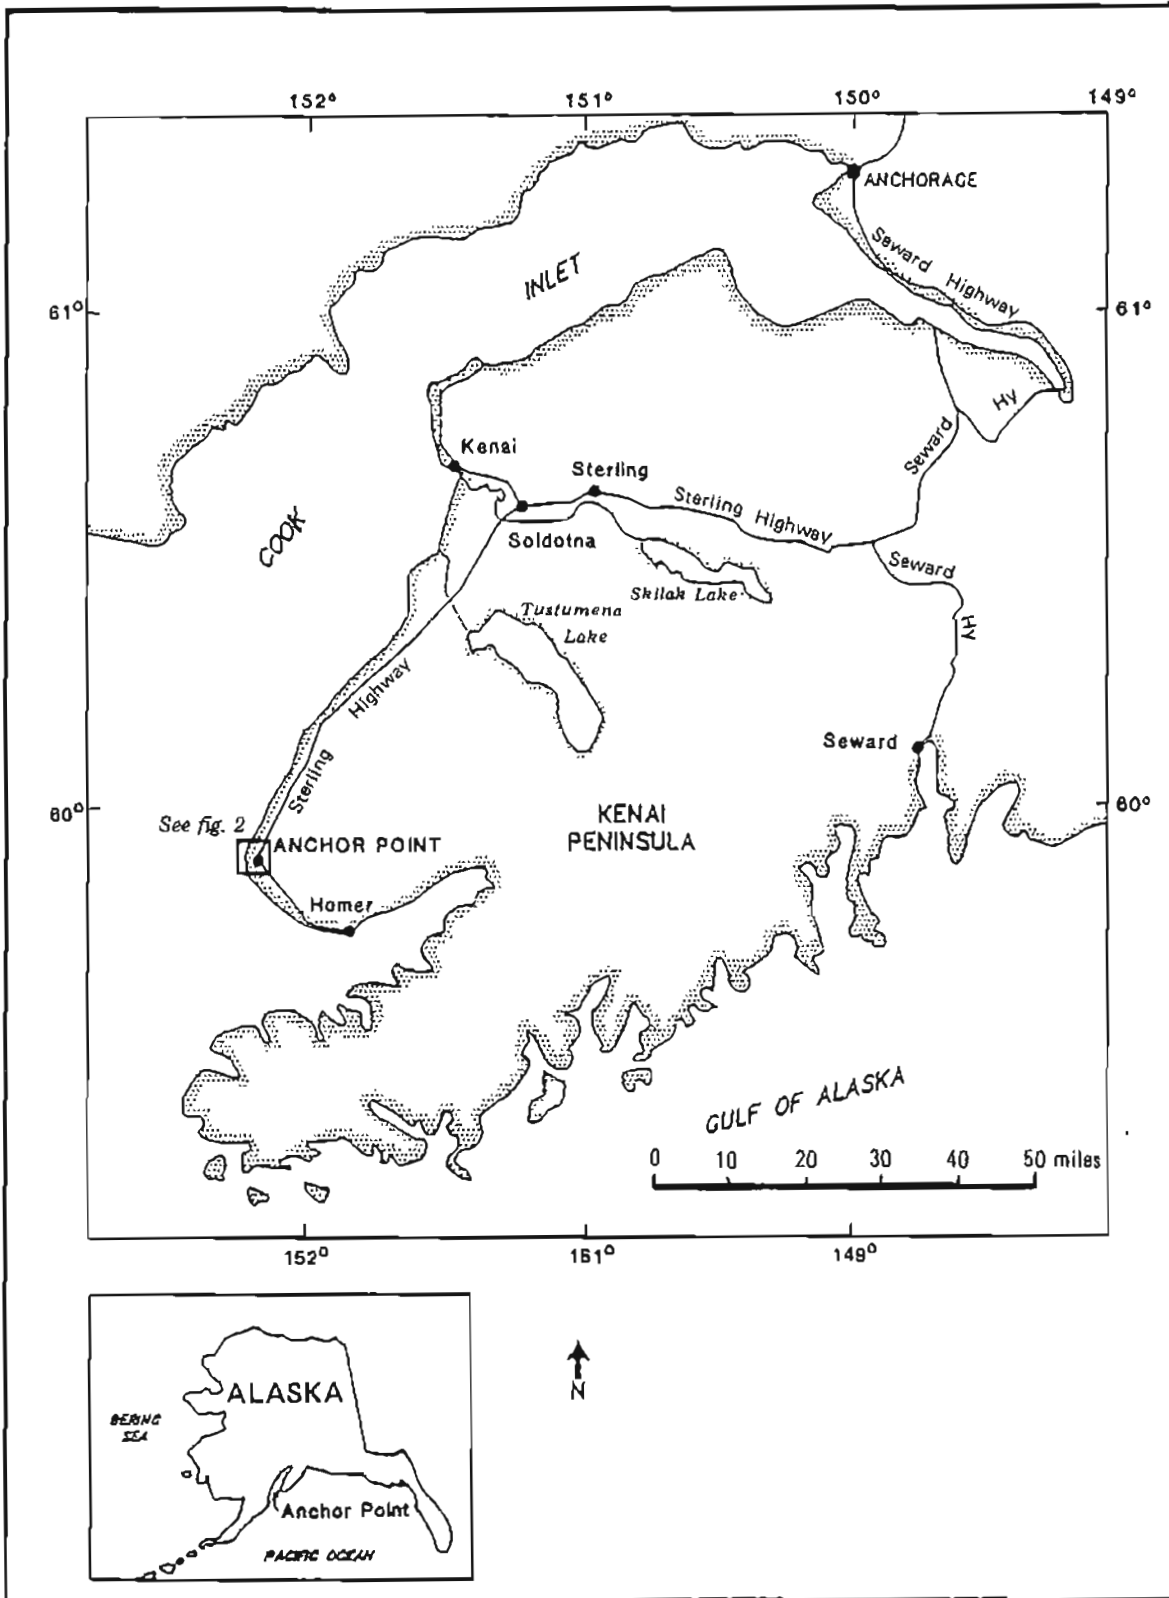 152° 151° 150° 149°
ANCHORAGE
Seward Highway
INLET
61° 61°
Hy
Seward
Kenai
Sterling
Sterling Highway
COOK
Soldotna
Seward
Skilak Lake
Tustumena
Lake
Hy
Highway
Seward
Sterling
60° 60°
KENAI
PENINSULA
See fig. 2
ANCHOR POINT
Homer
GULF OF ALASKA
0 10 20 30 40 50 miles
152° 151° 149°
N
ALASKA
BERING
SEA
Anchor Point
PACIFIC OCEAN